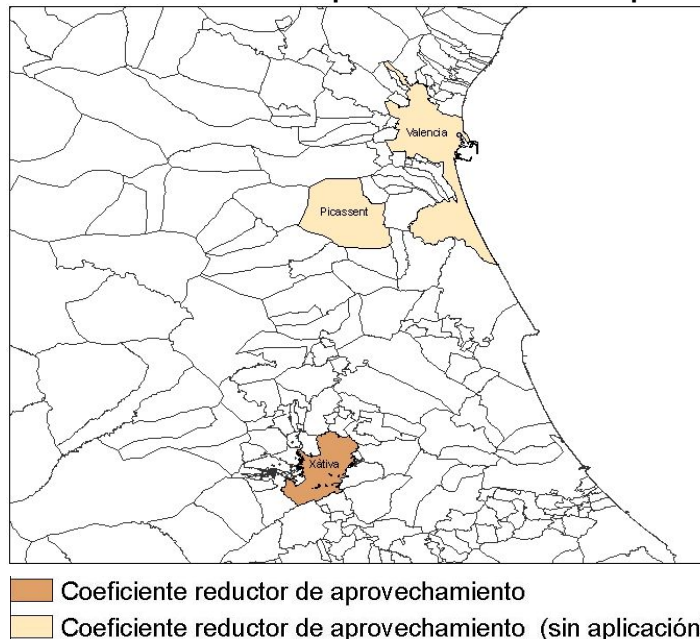 Valencia
Picassent
Xàtiva
Coeficiente reductor de aprovechamiento
Coeficiente reductor de aprovechamiento (sin aplicación